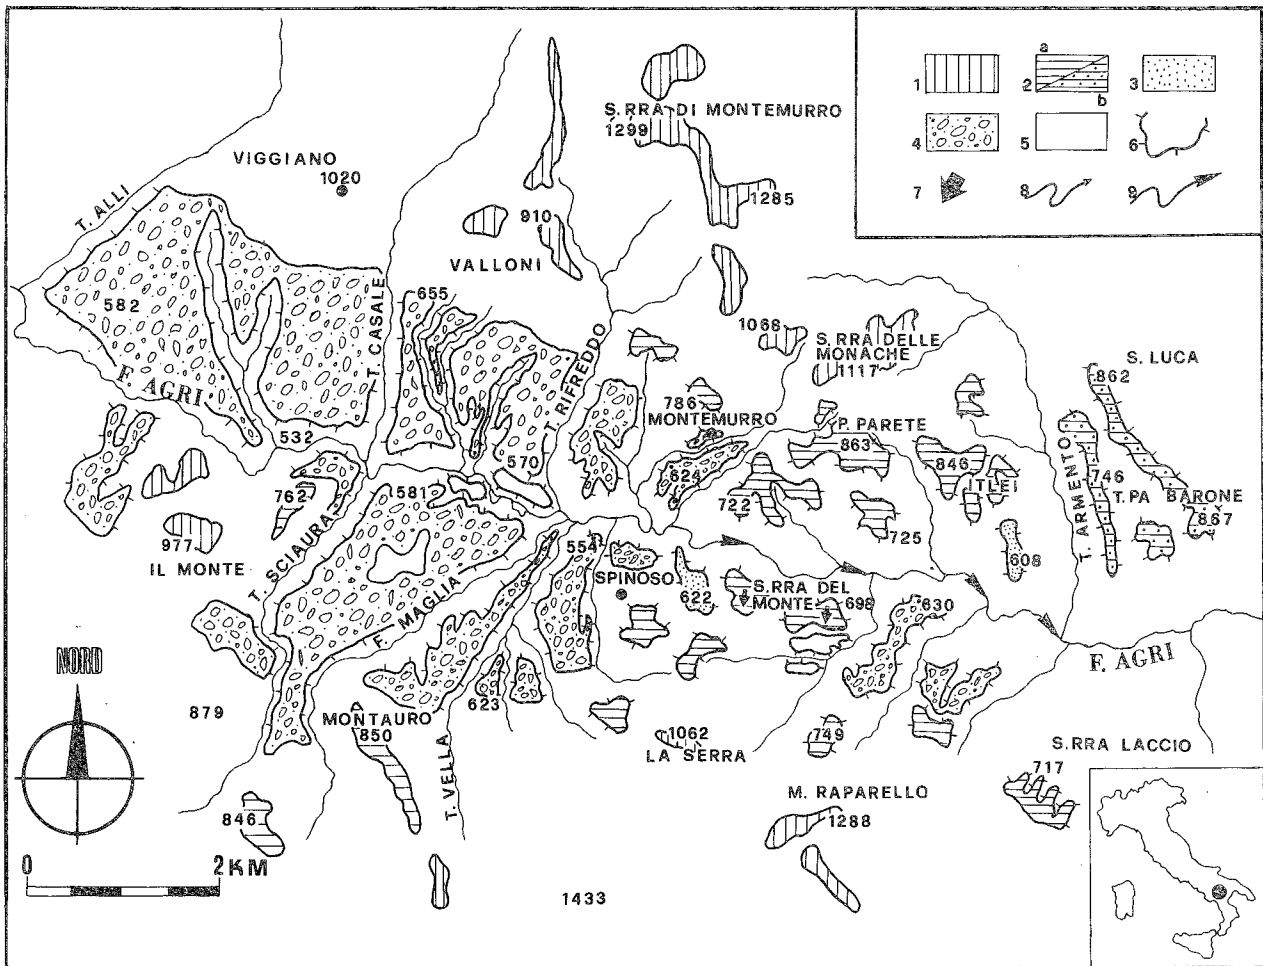 a
1
2
3
b
4
5
6
7
8
9
S.RRA DI MONTEMURRO
1299
VIGGIANO
1020
T. ALLI
1285
910
VALLONI
582
T. CASALE
655
F. AGRI
T. RIFREDDO
1068
S.RRA DELLE
MONACHE
1117
S. LUCA
862
786
MONTEMURRO
P. PARETE
863
532
570
624
846
ITLEI
T. ARMENTO
746
T.PA BARONE
867
762
581
722
725
977
IL MONTE
T. SCIAURA
554
SPINOSO
608
622
S.RRA DEL
MONTE
698
630
F. MAGLIA
F. AGRI
NORD
879
623
MONTAURO
850
1062
LA SERRA
749
T. VELLA
S.RRA LACCIO
717
M. RAPARELLO
1288
846
0
2 KM
1433